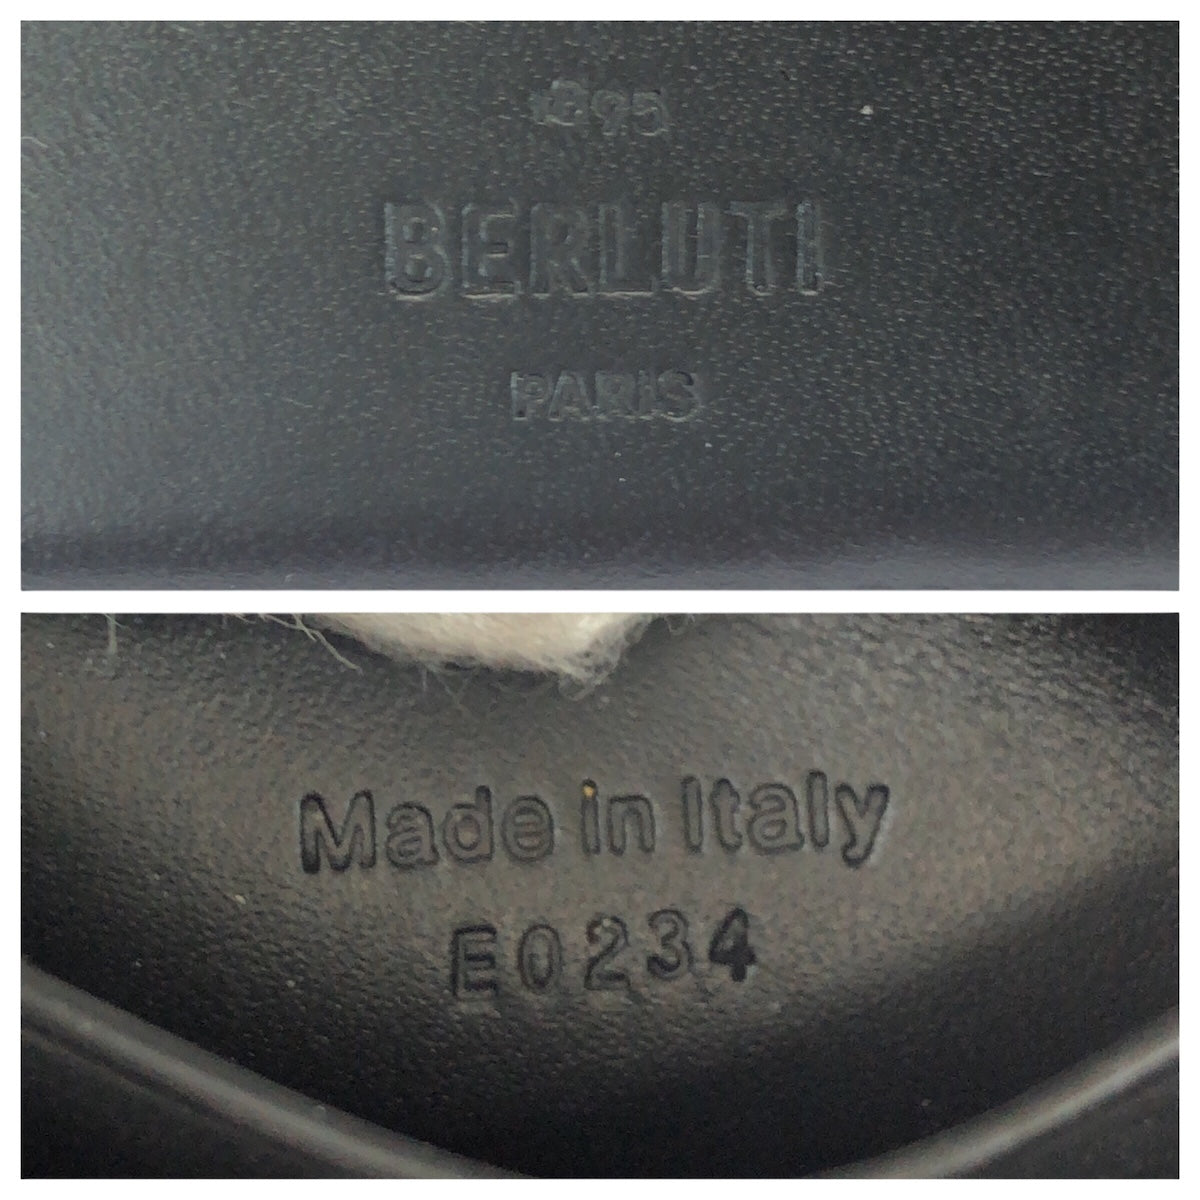 1895
BERLUTI
PARIS
Made in Italy
E0234